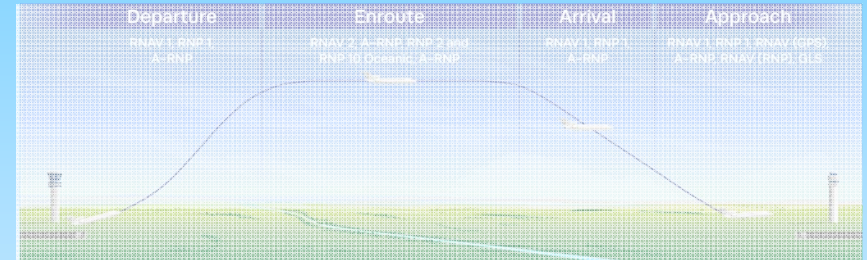 Departure
RNAV 1, RNP 1,
A-RNP
Enroute
RNAV 2, A-RNP, RNP 2 and
RNP 10 Oceanic, A-RNP
Arrival
RNAV 1, RNP 1,
A-RNP
Approach
RNAV 1, RNP 1, RNAV (GPS),
A-RNP, RNAV (RNP), GLS